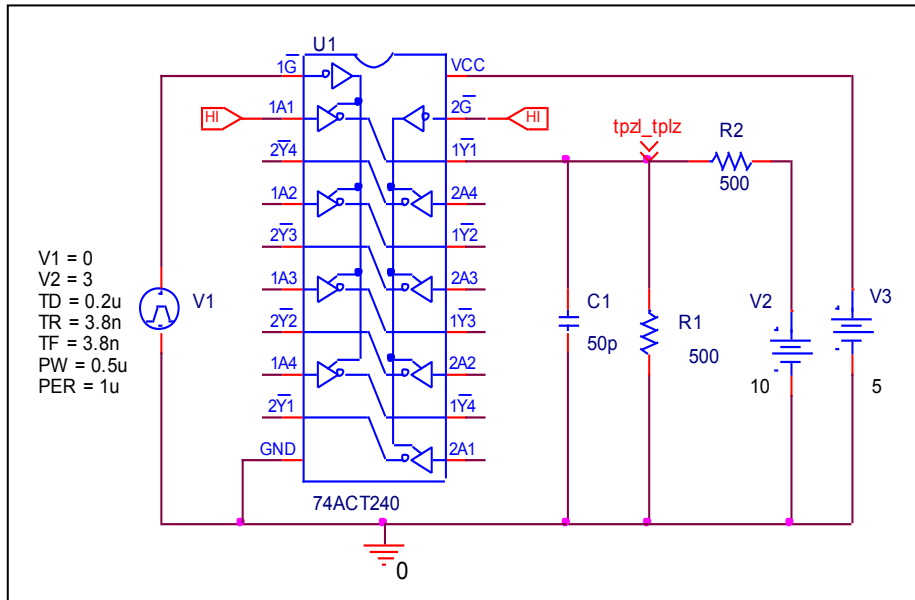 U1
1G
VCC
HI
1A1
2G
HI
2Y4
1Y1
tpzl_tplz
R2
500
1A2
2A4
2Y3
1Y2
V1 = 0
V2 = 3
TD = 0.2u
TR = 3.8n
TF = 3.8n
PW = 0.5u
PER = 1u
V1
1A3
2A3
2Y2
1Y3
1A4
2A2
2Y1
1Y4
GND
2A1
C1
50p
R1
500
V2
10
V3
5
74ACT240
0